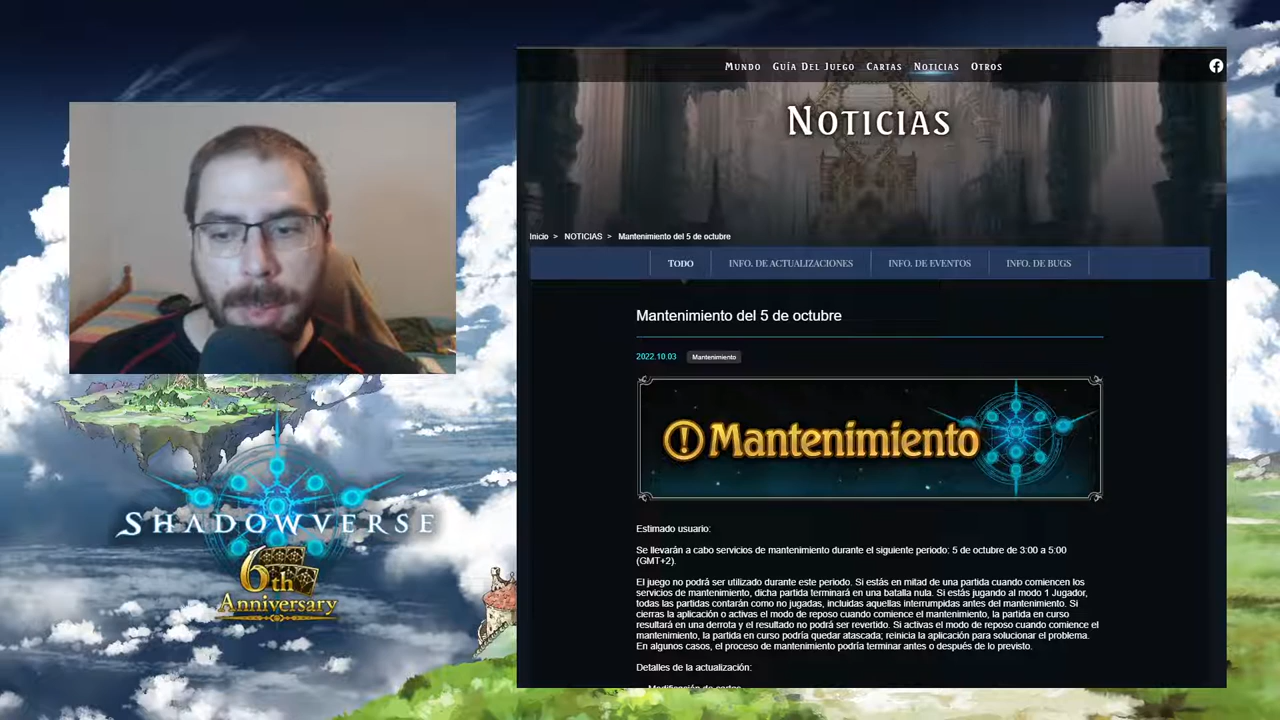 MUNDO GUÍA DEL JUEGO CARTAS NOTICIAS OTROS
NOTICIAS
Inicio > NOTICIAS > Mantenimiento del 5 de octubre
TODO INFO. DE ACTUALIZACIONES INFO. DE EVENTOS INFO. DE BUGS
Mantenimiento del 5 de octubre
2022.10.03 Mantenimiento
! Mantenimiento
Estimado usuario:
Se llevarán a cabo servicios de mantenimiento durante el siguiente periodo: 5 de octubre de 3:00 a 5:00
(GMT+2).
El juego no podrá ser utilizado durante este periodo. Si estás en mitad de una partida cuando comiencen los
servicios de mantenimiento, dicha partida terminará en una batalla nula. Si estás jugando al modo 1 Jugador,
todas las partidas contarán como no jugadas, incluidas aquellas interrumpidas antes del mantenimiento. Si
cierras la aplicación o activas el modo de reposo cuando comience el mantenimiento, la partida en curso
resultará en una derrota y el resultado no podrá ser revertido. Si activas el modo de reposo cuando comience el
mantenimiento, la partida en curso podría quedar atascada; reinicia la aplicación para solucionar el problema.
En algunos casos, el proceso de mantenimiento podría terminar antes o después de lo previsto.
Detalles de la actualización:
Modificación de cartas
SHADOWVERSE
6th
Anniversary